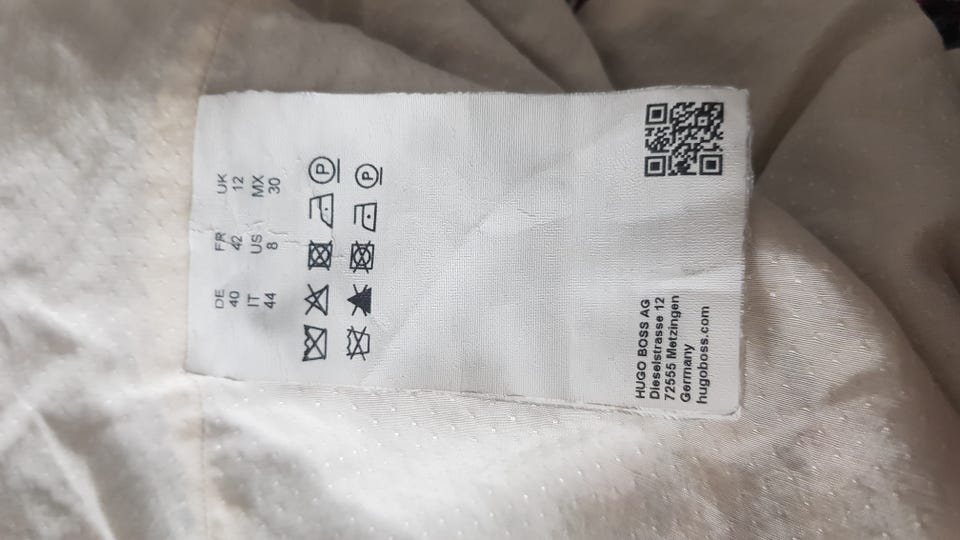 DE FR UK
40 42 12
IT US MX
44 8 30
P
P
HUGO BOSS AG
Dieselstrasse 12
72555 Metzingen
Germany
hugoboss.com